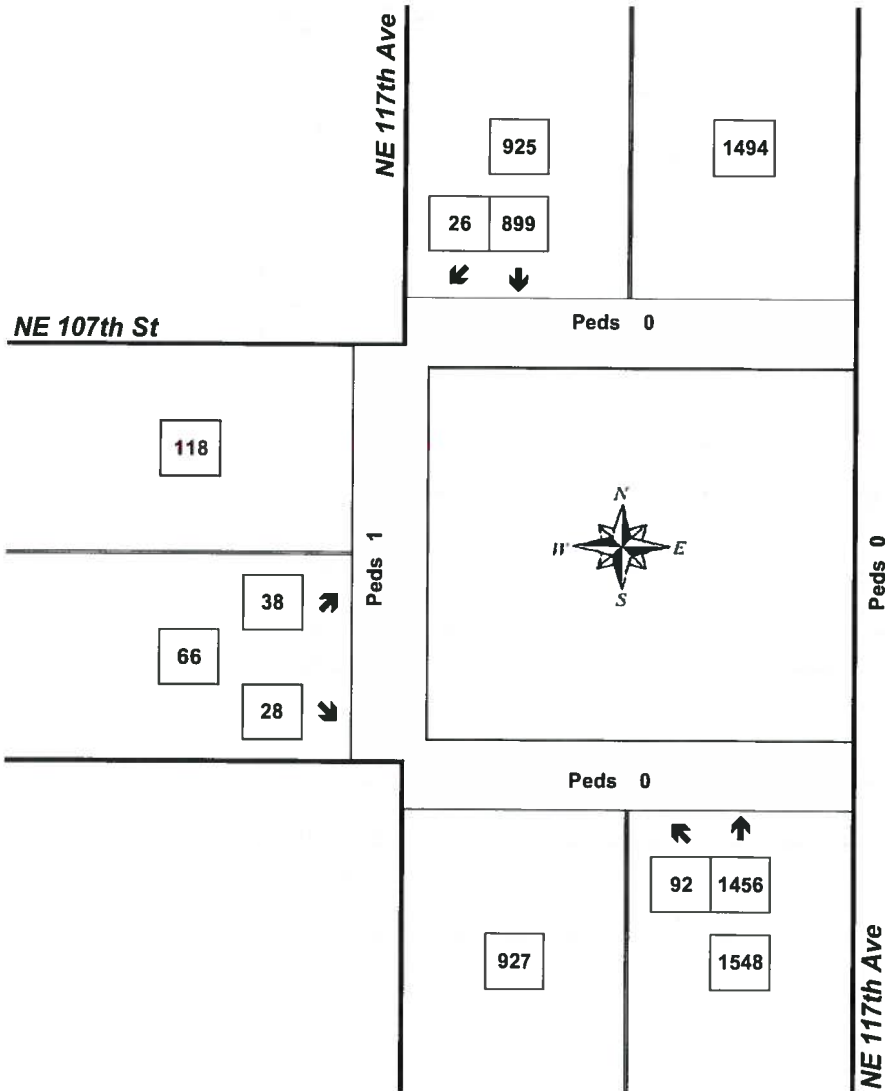 NE 117th Ave
925
1494
26 899
NE 107th St
Peds 0
118
N
W E
S
Peds 1
Peds 0
38
66
28
Peds 0
92 1456
927
1548
NE 117th Ave